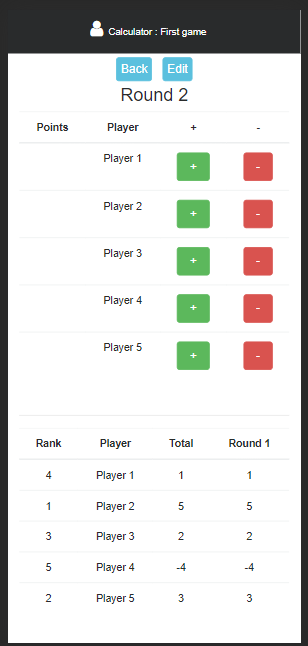 Calculator : First game
Back Edit
Round 2
Points Player + -
Player 1 + -
Player 2 + -
Player 3 + -
Player 4 + -
Player 5 + -
Rank Player Total Round 1
4 Player 1 1 1
1 Player 2 5 5
3 Player 3 2 2
5 Player 4 -4 -4
2 Player 5 3 3